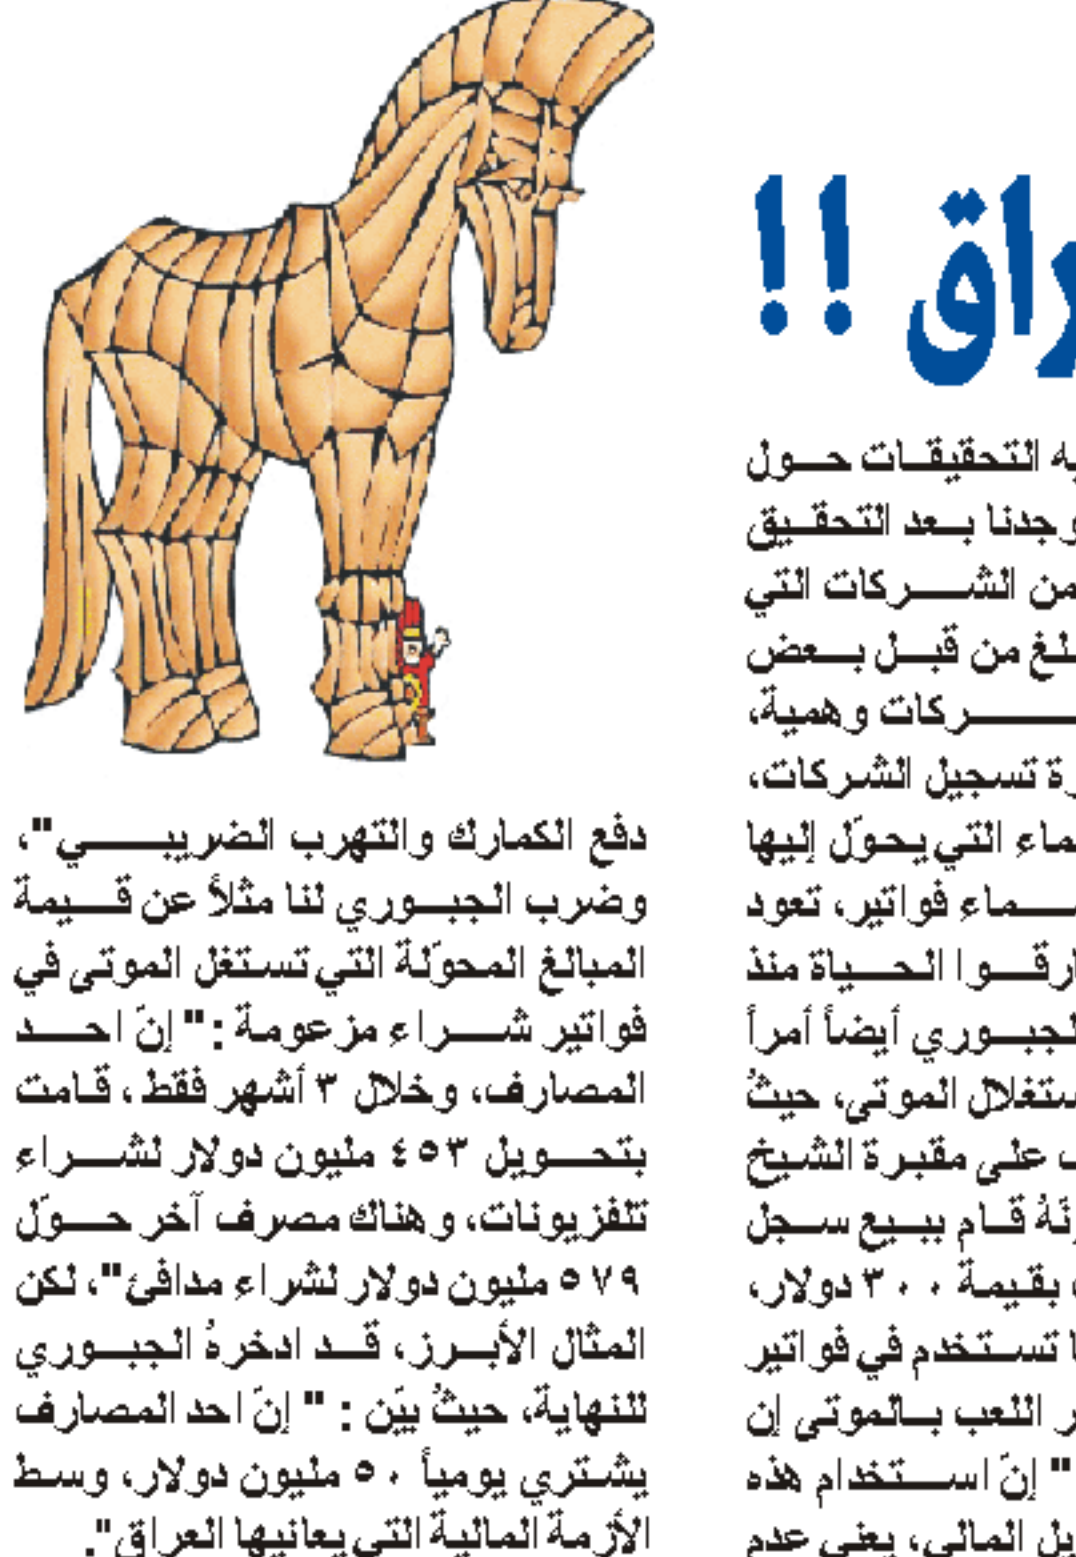 راق !!
يه التحقيقات حول
وجدنا بعد التحقيق
من الشركات التي
بلغ من قبل بعض
ركات وهمية،
رة تسجيل الشركات،
ماء التي يحوّل إليها
ماء فواتير، تعود
ارقوا الحياة منذ
لجبوري أيضاً أمراً
ستغلال الموتى، حيثُ
ب على مقبرة الشيخ
نّهُ قام ببيع سجل
بقيمة ٣٠٠ دولار،
ا تستخدم في فواتير
ر اللعب بالموتى إن
" إنّ استخدام هذه
يل المالي، يعني عدم
دفع الكمارك والتهرب الضريبي"،
وضرب الجبوري لنا مثلاً عن قيمة
المبالغ المحوّلة التي تستغل الموتى في
فواتير شراء مزعومة : " إنّ احد
المصارف، وخلال ٣ أشهر فقط، قامت
بتحويل ٤٥٣ مليون دولار لشراء
تلفزيونات، وهناك مصرف آخر حوّل
٥٧٩ مليون دولار لشراء مدافئ"، لكن
المثال الأبرز، قد ادخرهُ الجبوري
للنهاية، حيثُ بيّن : " إنّ احد المصارف
يشتري يومياً ٥٠ مليون دولار، وسط
الأزمة المالية التي يعانيها العراق".